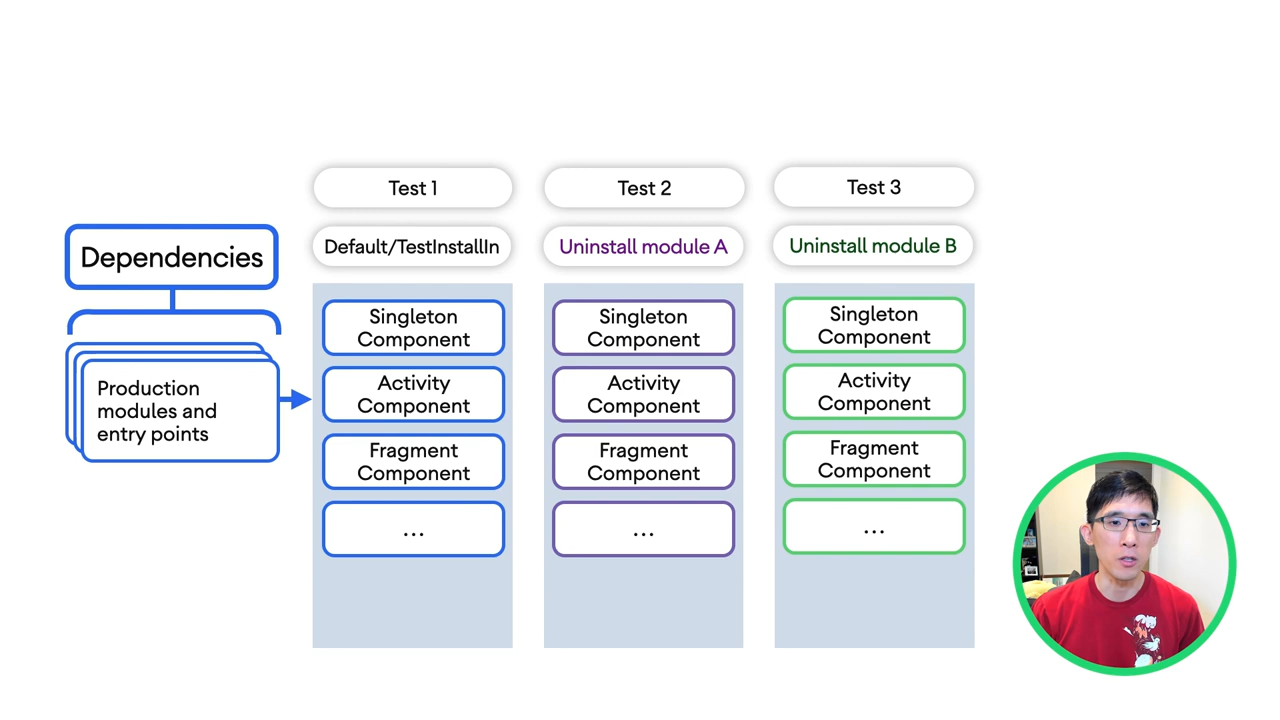 Dependencies
Production
modules and
entry points
Test 1
Default/TestInstallIn
Singleton
Component
Activity
Component
Fragment
Component
...
Test 2
Uninstall module A
Singleton
Component
Activity
Component
Fragment
Component
...
Test 3
Uninstall module B
Singleton
Component
Activity
Component
Fragment
Component
...